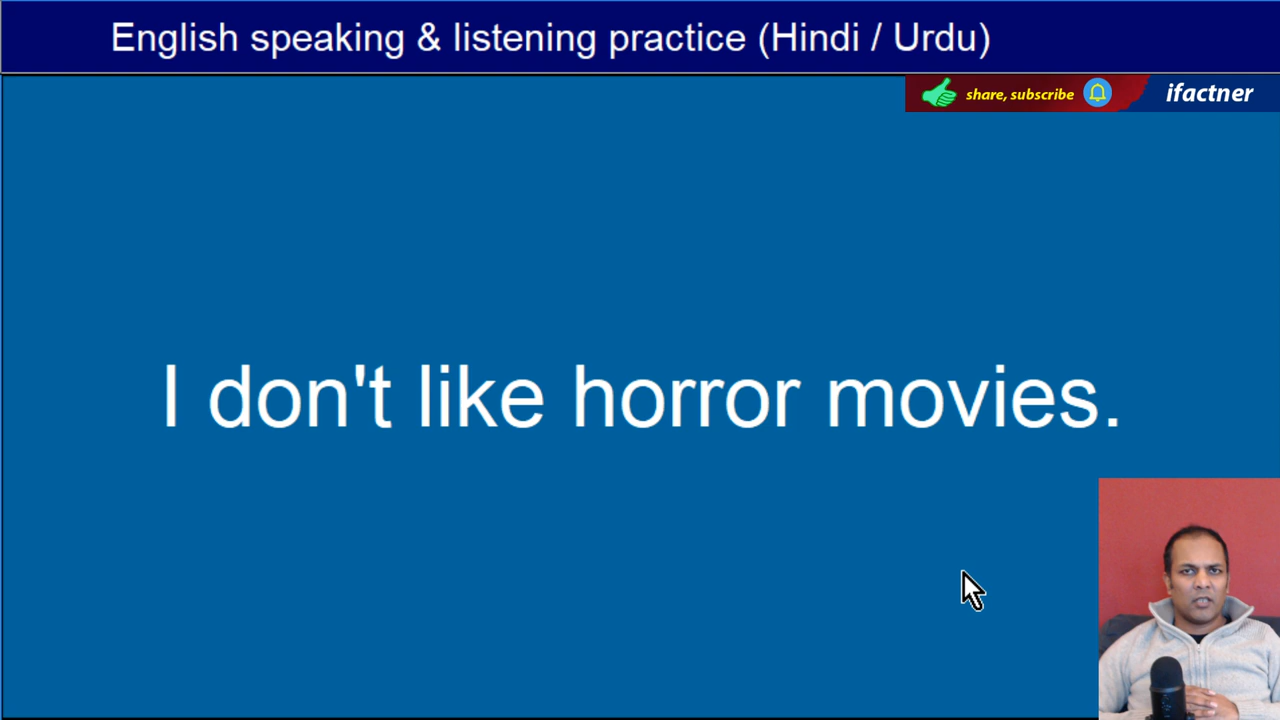 English speaking & listening practice (Hindi / Urdu)
share, subscribe
ifactner
I don't like horror movies.